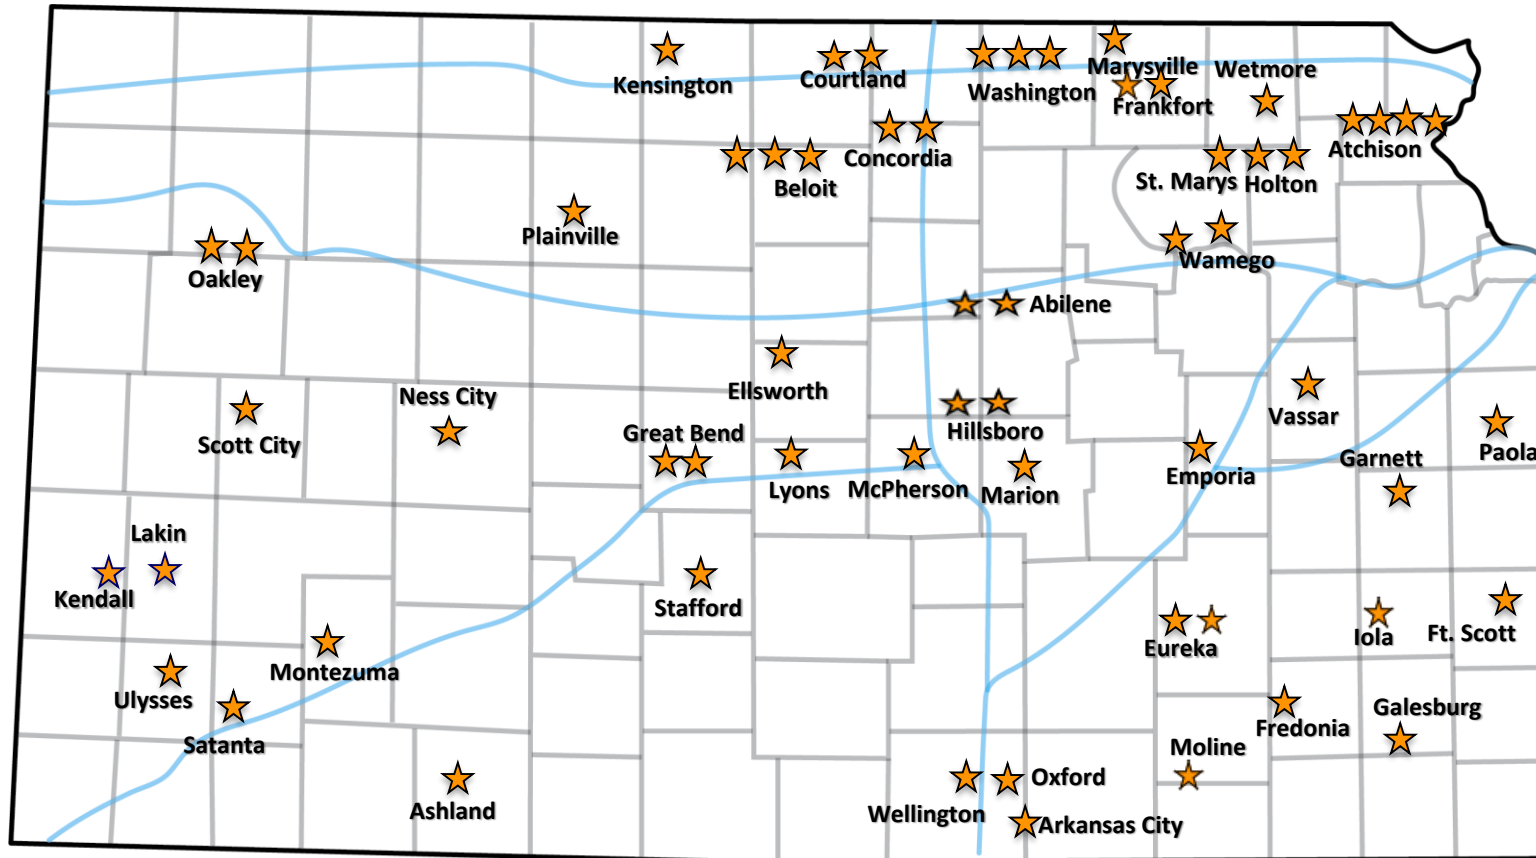 Marysville
Wetmore
Kensington
Courtland
Washington
Frankfort
Concordia
Atchison
Beloit
St. Marys
Holton
Plainville
Wamego
Oakley
Abilene
Ellsworth
Ness City
Vassar
Scott City
Great Bend
Hillsboro
Paola
Garnett
Emporia
Lyons
McPherson
Marion
Lakin
Kendall
Stafford
Iola
Ft. Scott
Eureka
Montezuma
Ulysses
Galesburg
Fredonia
Satanta
Moline
Oxford
Ashland
Wellington
Arkansas City